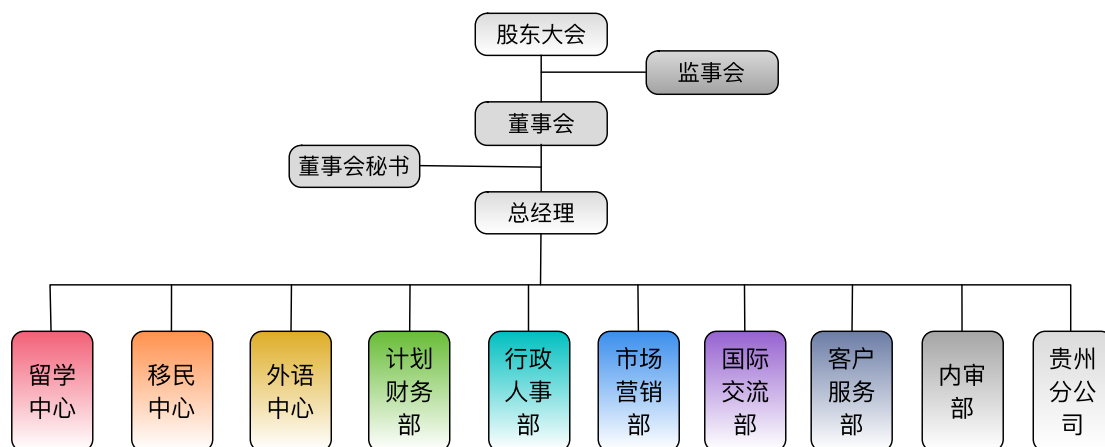 股东大会
监事会
董事会
董事会秘书
总经理
留学
中心
移民
中心
外语
中心
计划
财务
部
行政
人事
部
市场
营销
部
国际
交流
部
客户
服务
部
内审
部
贵州
分公
司